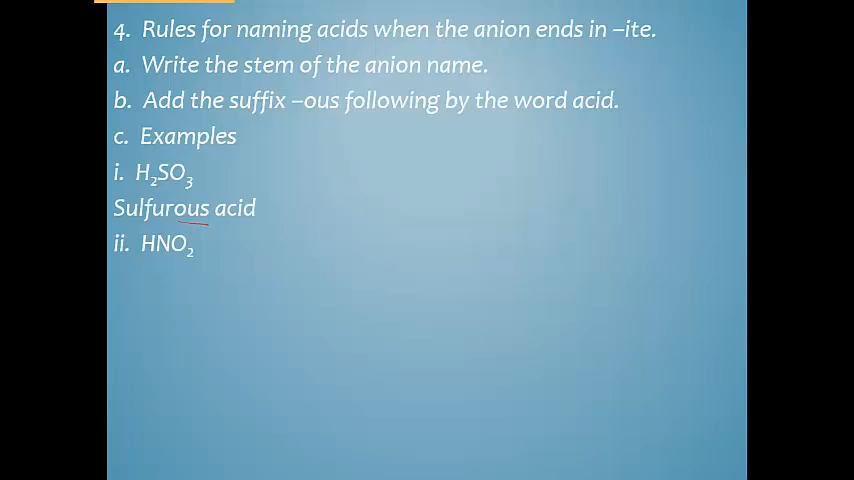 4. Rules for naming acids when the anion ends in –ite.
a. Write the stem of the anion name.
b. Add the suffix –ous following by the word acid.
c. Examples
i. H₂SO₃
Sulfurous acid
ii. HNO₂